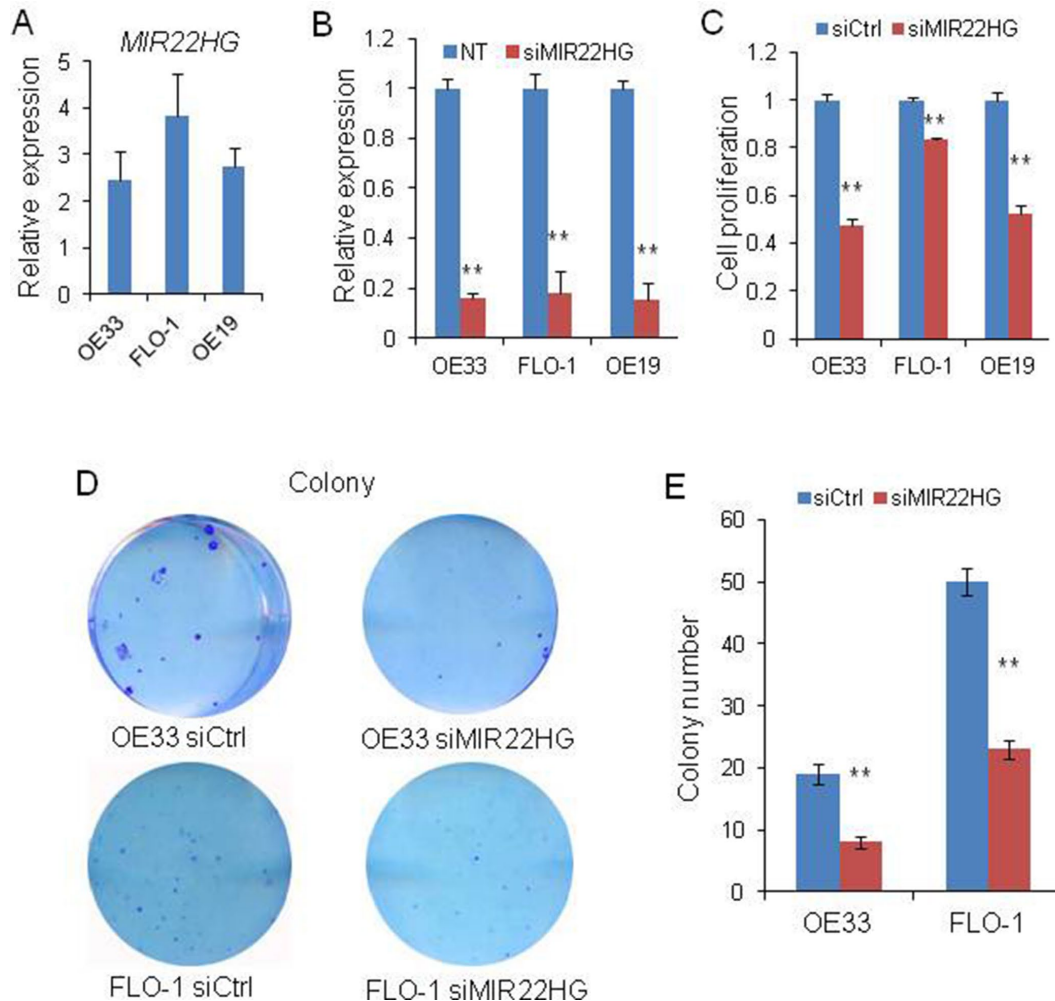 A
MIR22HG
Relative expression
5
4
3
2
1
0
OE33
FLO-1
OE19
B
NT
siMIR22HG
Relative expression
1.2
1
0.8
0.6
0.4
0.2
0
**
**
**
OE33
FLO-1
OE19
C
siCtrl
siMIR22HG
Cell proliferation
1.2
1
0.8
0.6
0.4
0.2
0
**
**
**
OE33
FLO-1
OE19
D
Colony
OE33 siCtrl
OE33 siMIR22HG
FLO-1 siCtrl
FLO-1 siMIR22HG
E
siCtrl
siMIR22HG
Colony number
60
50
40
30
20
10
0
**
**
OE33
FLO-1